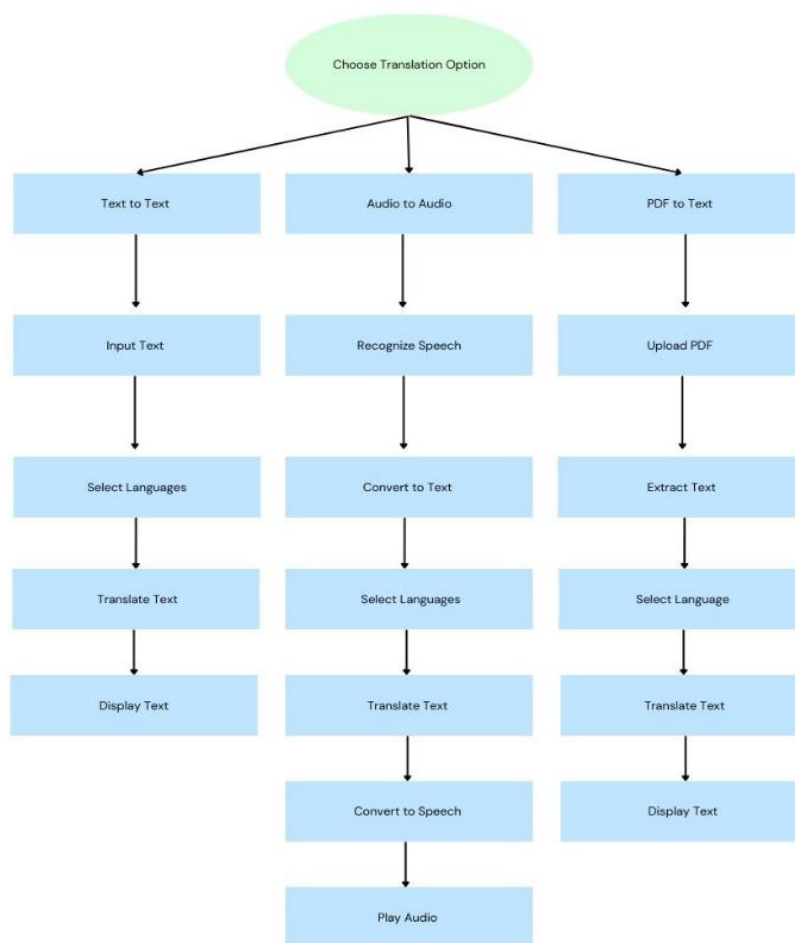 Choose Translation Option
Text to Text
Audio to Audio
PDF to Text
Input Text
Recognize Speech
Upload PDF
Select Languages
Convert to Text
Extract Text
Translate Text
Select Languages
Select Language
Display Text
Translate Text
Translate Text
Convert to Speech
Display Text
Play Audio